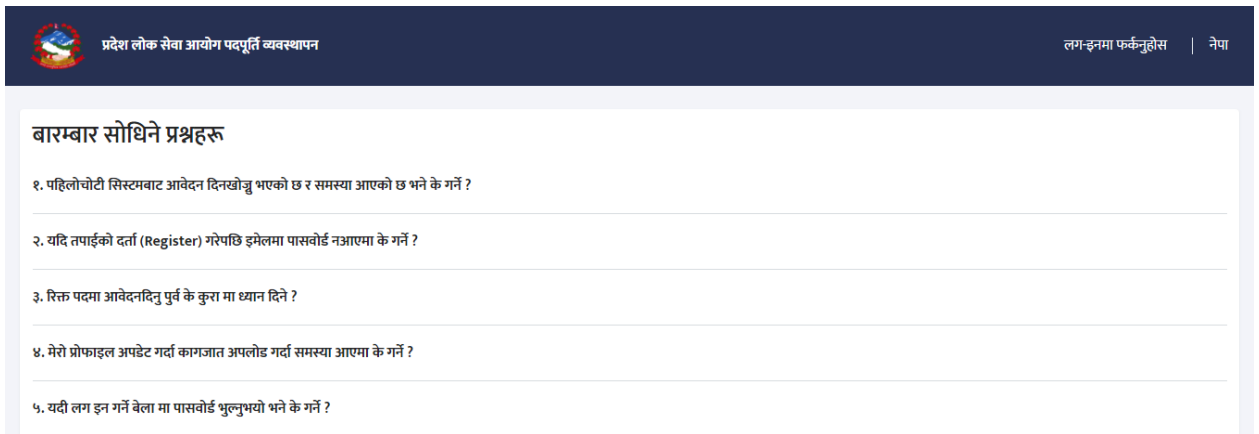 प्रदेश लोक सेवा आयोग पदपूर्ति व्यवस्थापन
लग-इनमा फर्कनुहोस | नेपा
बारम्बार सोधिने प्रश्नहरू
१. पहिलोचोटी सिस्टमबाट आवेदन दिनखोज्नु भएको छ र समस्या आएको छ भने के गर्ने ?
२. यदि तपाईको दर्ता (Register) गरेपछि इमेलमा पासवोर्ड नआएमा के गर्ने ?
३. रिक्त पदमा आवेदनदिनु पुर्व के कुरा मा ध्यान दिने ?
४. मेरो प्रोफाइल अपडेट गर्दा कागजात अपलोड गर्दा समस्या आएमा के गर्ने ?
५. यदी लग इन गर्ने बेला मा पासवोर्ड भुल्नुभयो भने के गर्ने ?